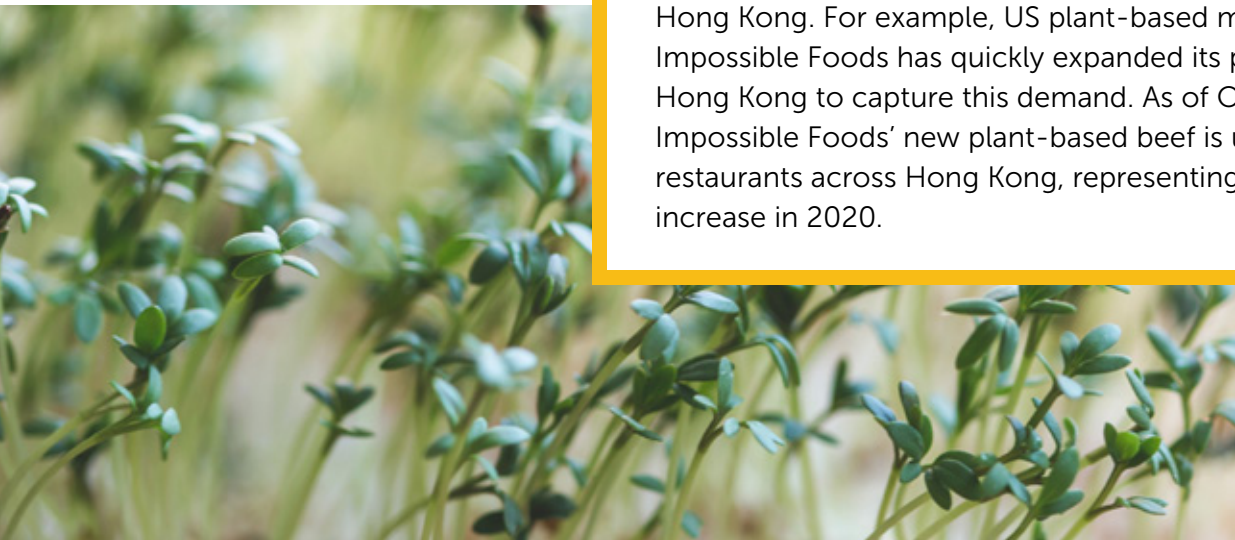 Hong Kong. For example, US plant-based
Impossible Foods has quickly expanded its
Hong Kong to capture this demand. As of
Impossible Foods’ new plant-based beef is
restaurants across Hong Kong, representing
increase in 2020.